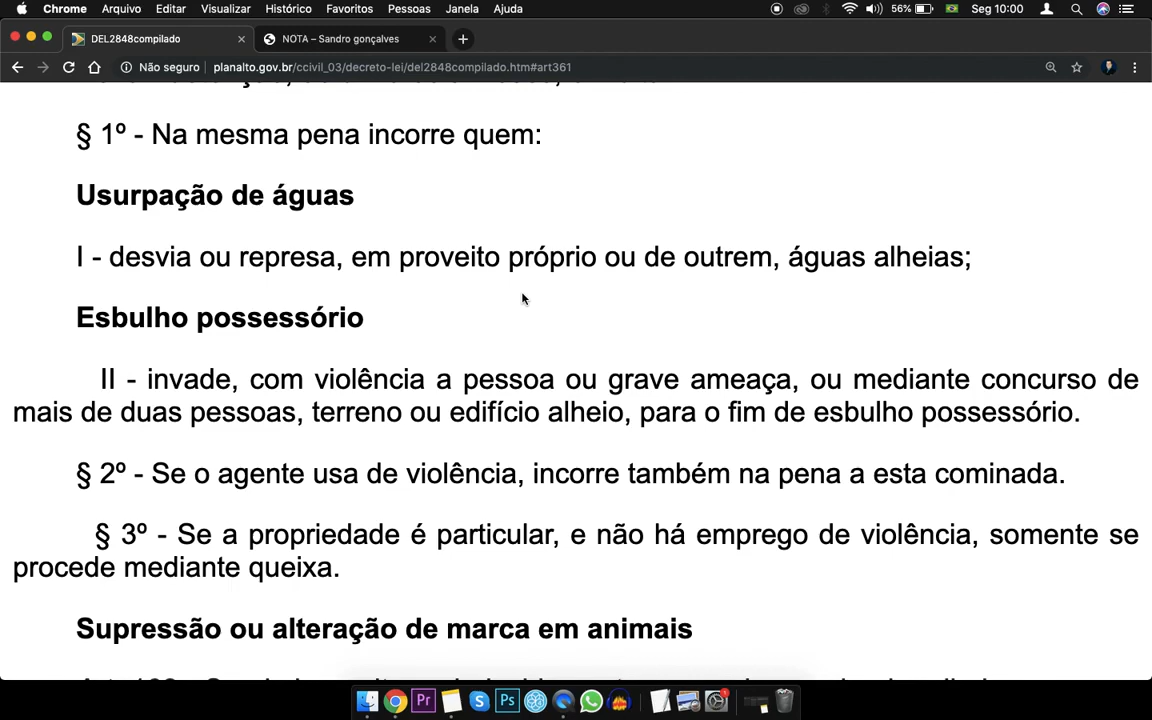 Chrome Arquivo Editar Visualizar Histórico Favoritos Pessoas Janela Ajuda 56% Seg 10:00
DEL2848compilado NOTA – Sandro gonçalves
Não seguro planalto.gov.br/ccivil_03/decreto-lei/del2848compilado.htm#art361
§ 1º - Na mesma pena incorre quem:
Usurpação de águas
I - desvia ou represa, em proveito próprio ou de outrem, águas alheias;
Esbulho possessório
II - invade, com violência a pessoa ou grave ameaça, ou mediante concurso de
mais de duas pessoas, terreno ou edifício alheio, para o fim de esbulho possessório.
§ 2º - Se o agente usa de violência, incorre também na pena a esta cominada.
§ 3º - Se a propriedade é particular, e não há emprego de violência, somente se
procede mediante queixa.
Supressão ou alteração de marca em animais
Pr S Ps